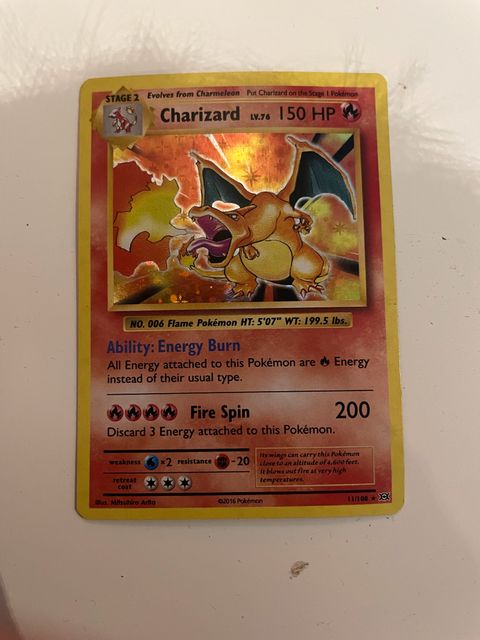 STAGE 2 Evolves from Charmeleon Put Charizard on the Stage 1 Pokémon
Charizard LV.76 150 HP
NO. 006 Flame Pokémon HT: 5'07" WT: 199.5 lbs.
Ability: Energy Burn
All Energy attached to this Pokémon are Energy
instead of their usual type.
Fire Spin 200
Discard 3 Energy attached to this Pokémon.
weakness ×2 resistance -20
retreat
cost
Its wings can carry this Pokémon
close to an altitude of 4,600 feet.
It blows out fire at very high
temperatures.
Illus. Mitsuhiro Arita ©2016 Pokémon 11/108 ★